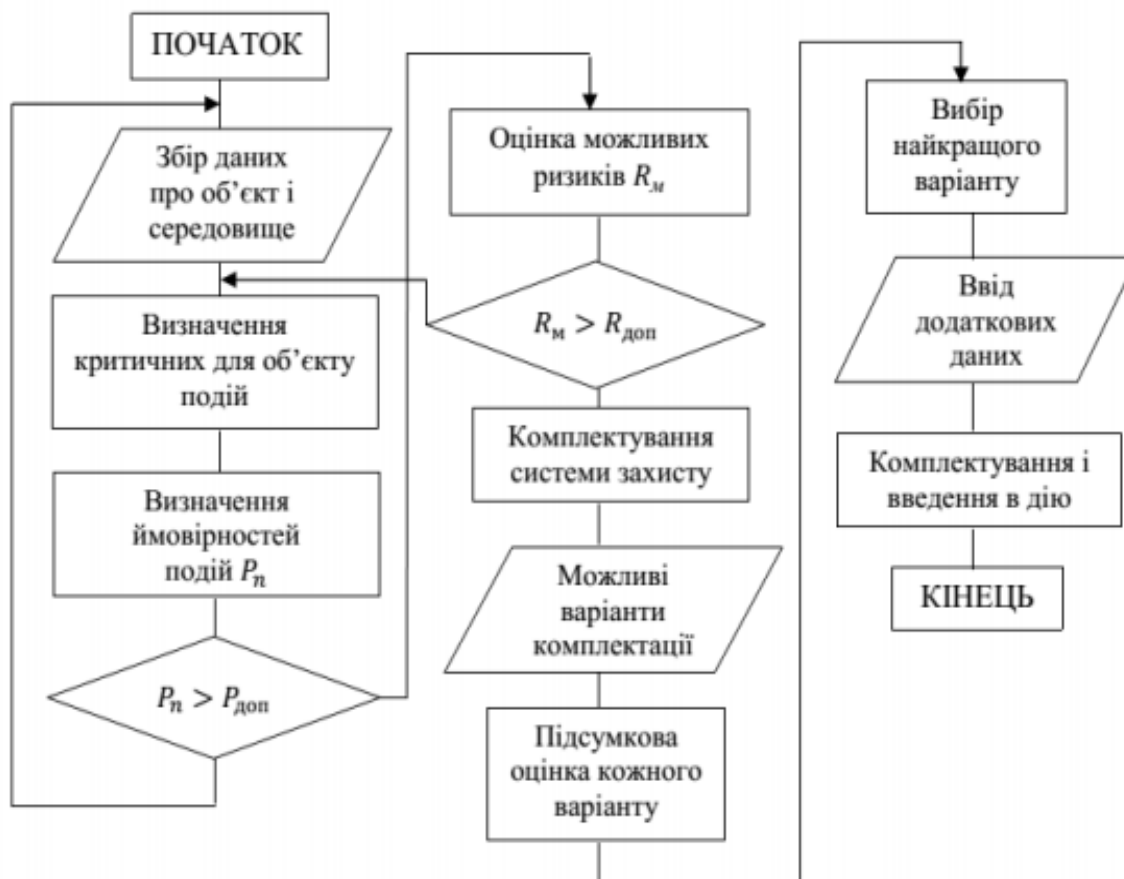 ПОЧАТОК
Збір даних
про об’єкт і
середовище
Визначення
критичних для об’єкту
подій
Визначення
ймовірностей
подій Pₙ
Pₙ > Pдоп
Оцінка можливих
ризиків Rм
Rм > Rдоп
Комплектування
системи захисту
Можливі
варіанти
комплектації
Підсумкова
оцінка кожного
варіанту
Вибір
найкращого
варіанту
Ввід
додаткових
даних
Комплектування і
введення в дію
КІНЕЦЬ